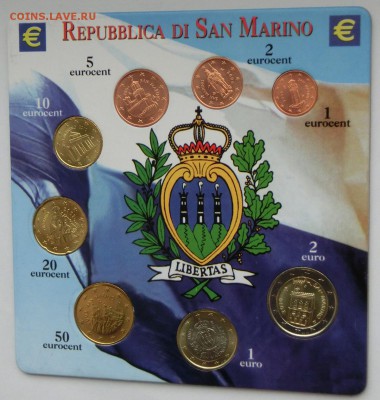 COINS.LAVE.RU
€ REPUBBLICA DI SAN MARINO €
5
eurocent
2
eurocent
1
eurocent
10
eurocent
20
eurocent
50
eurocent
1
euro
2
euro
LIBERTAS